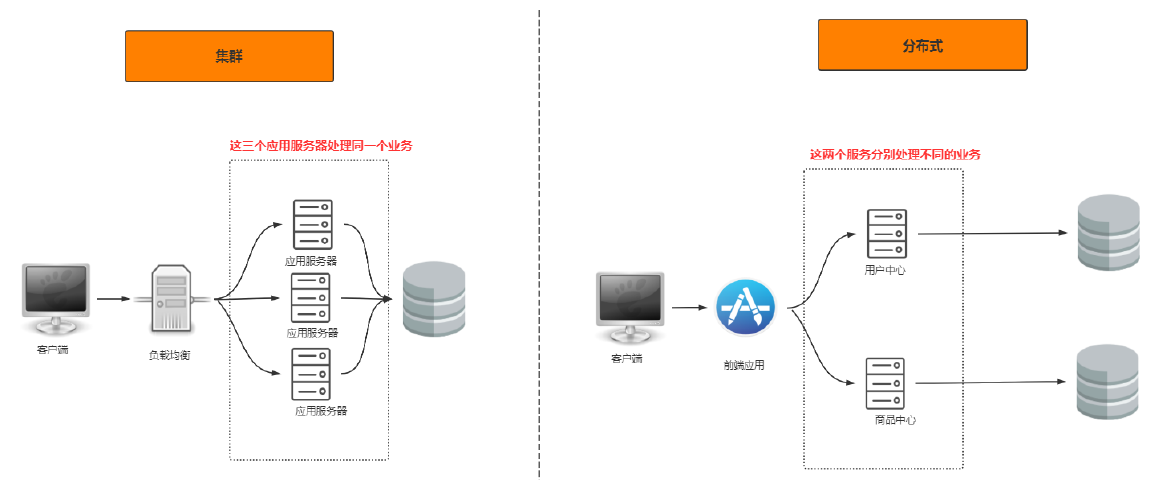 集群
这三个应用服务器处理同一个业务
应用服务器
应用服务器
应用服务器
客户端
负载均衡
分布式
这两个服务分别处理不同的业务
用户中心
客户端
前端应用
商品中心